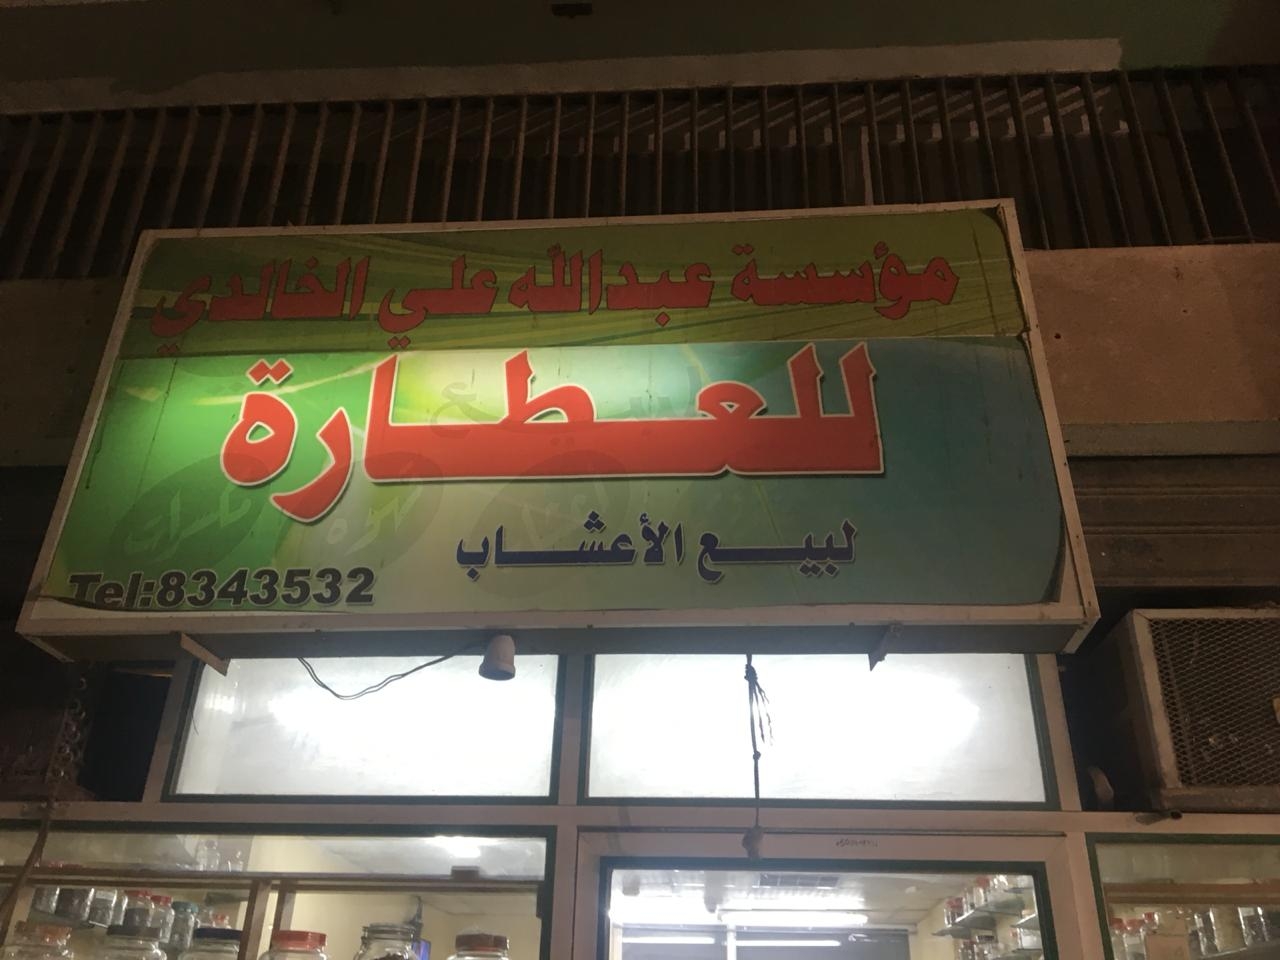 مؤسسة عبدالله علي الخالدي
للعطارة
لبيع الأعشاب
Tel:8343532